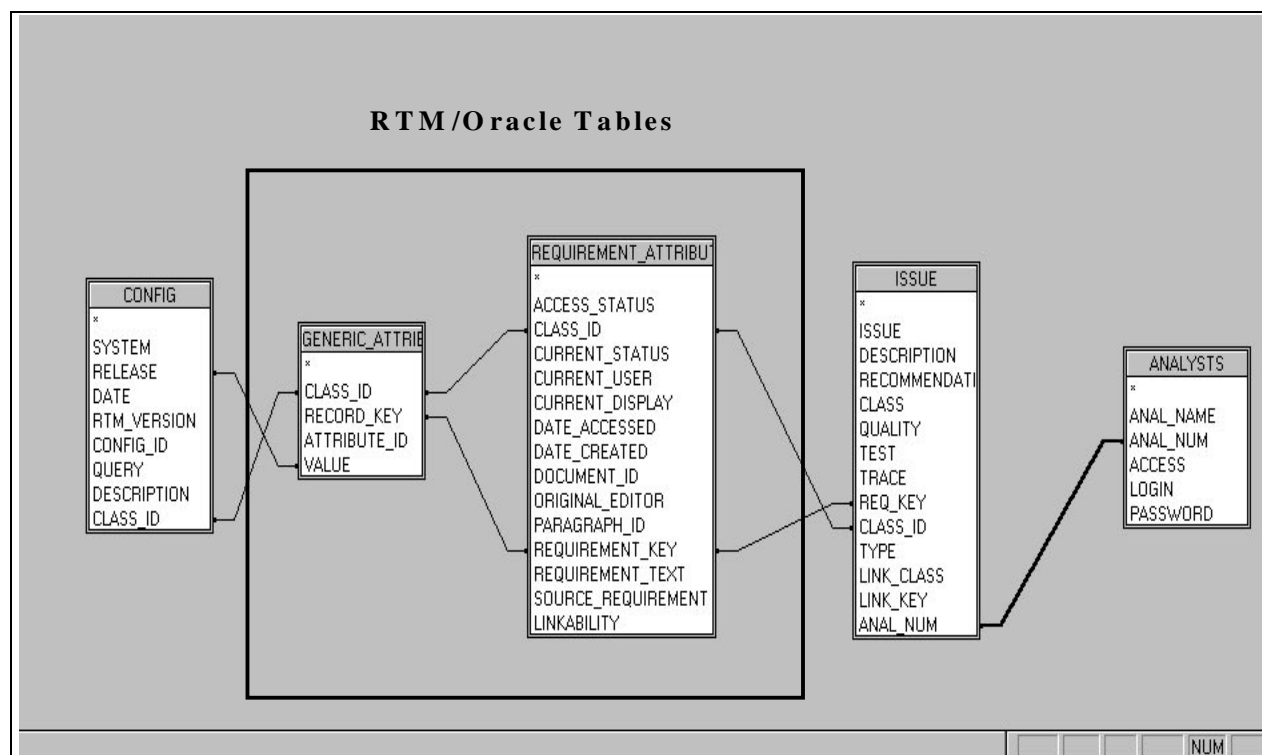 RTM/Oracle Tables
CONFIG
*
SYSTEM
RELEASE
DATE
RTM_VERSION
CONFIG_ID
QUERY
DESCRIPTION
CLASS_ID
GENERIC_ATTRIE
*
CLASS_ID
RECORD_KEY
ATTRIBUTE_ID
VALUE
REQUIREMENT_ATTRIBUT
*
ACCESS_STATUS
CLASS_ID
CURRENT_STATUS
CURRENT_USER
CURRENT_DISPLAY
DATE_ACCESSED
DATE_CREATED
DOCUMENT_ID
ORIGINAL_EDITOR
PARAGRAPH_ID
REQUIREMENT_KEY
REQUIREMENT_TEXT
SOURCE_REQUIREMENT
LINKABILITY
ISSUE
*
ISSUE
DESCRIPTION
RECOMMENDATI
CLASS
QUALITY
TEST
TRACE
REQ_KEY
CLASS_ID
TYPE
LINK_CLASS
LINK_KEY
ANAL_NUM
ANALYSTS
*
ANAL_NAME
ANAL_NUM
ACCESS
LOGIN
PASSWORD
NUM